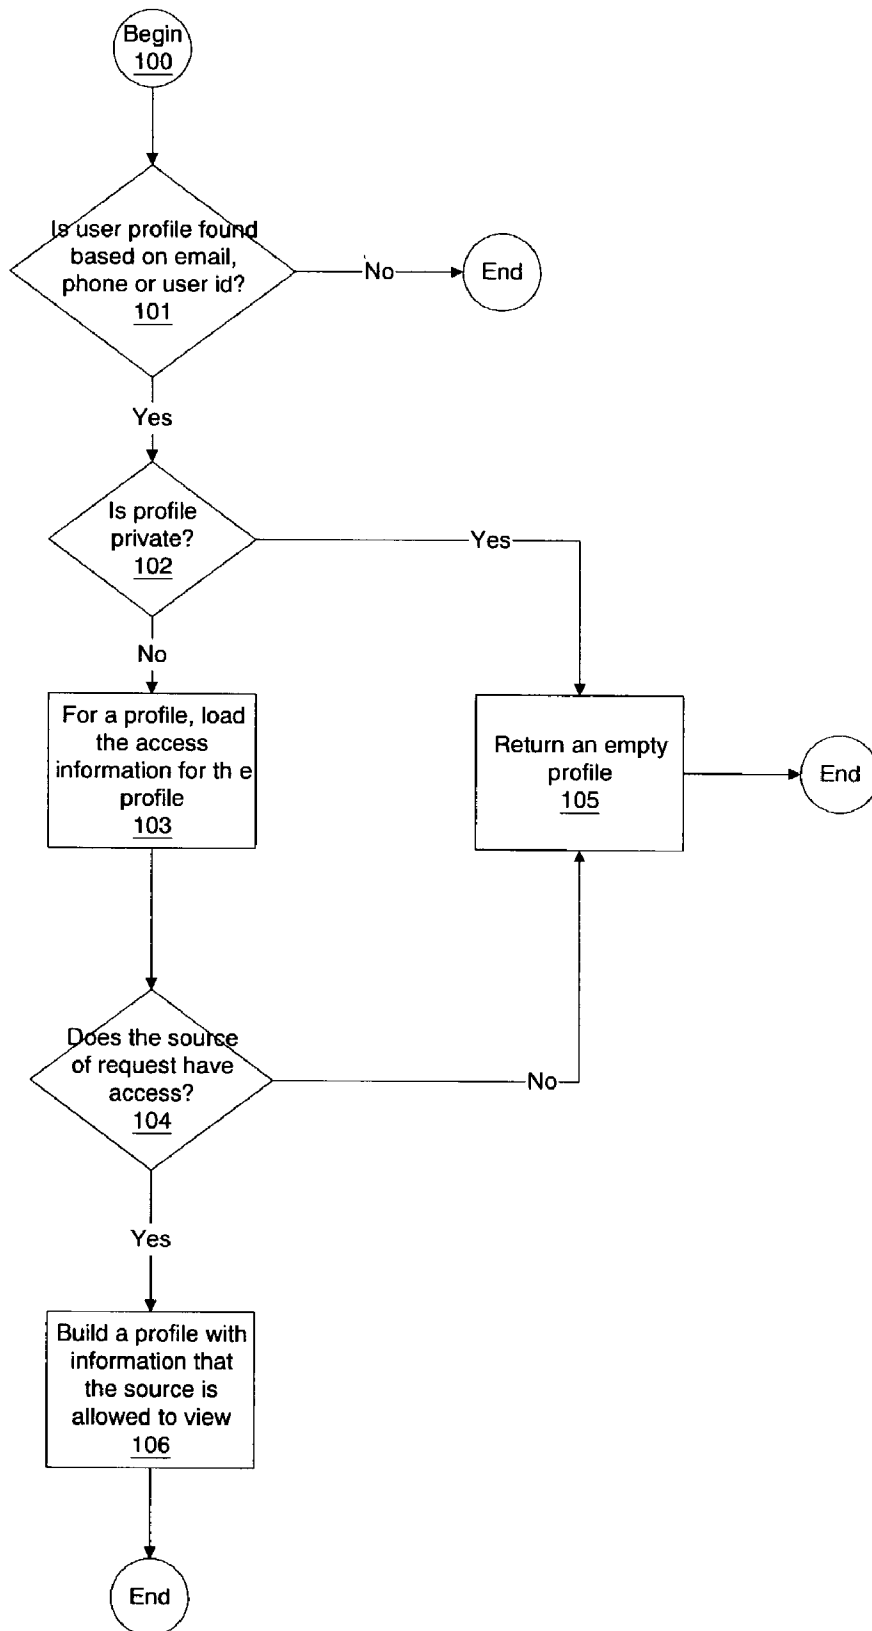 Begin
100
Is user profile found
based on email,
phone or user id?
101
No
End
Yes
Is profile
private?
102
Yes
No
For a profile, load
the access
information for th e
profile
103
Return an empty
profile
105
End
Does the source
of request have
access?
104
No
Yes
Build a profile with
information that
the source is
allowed to view
106
End